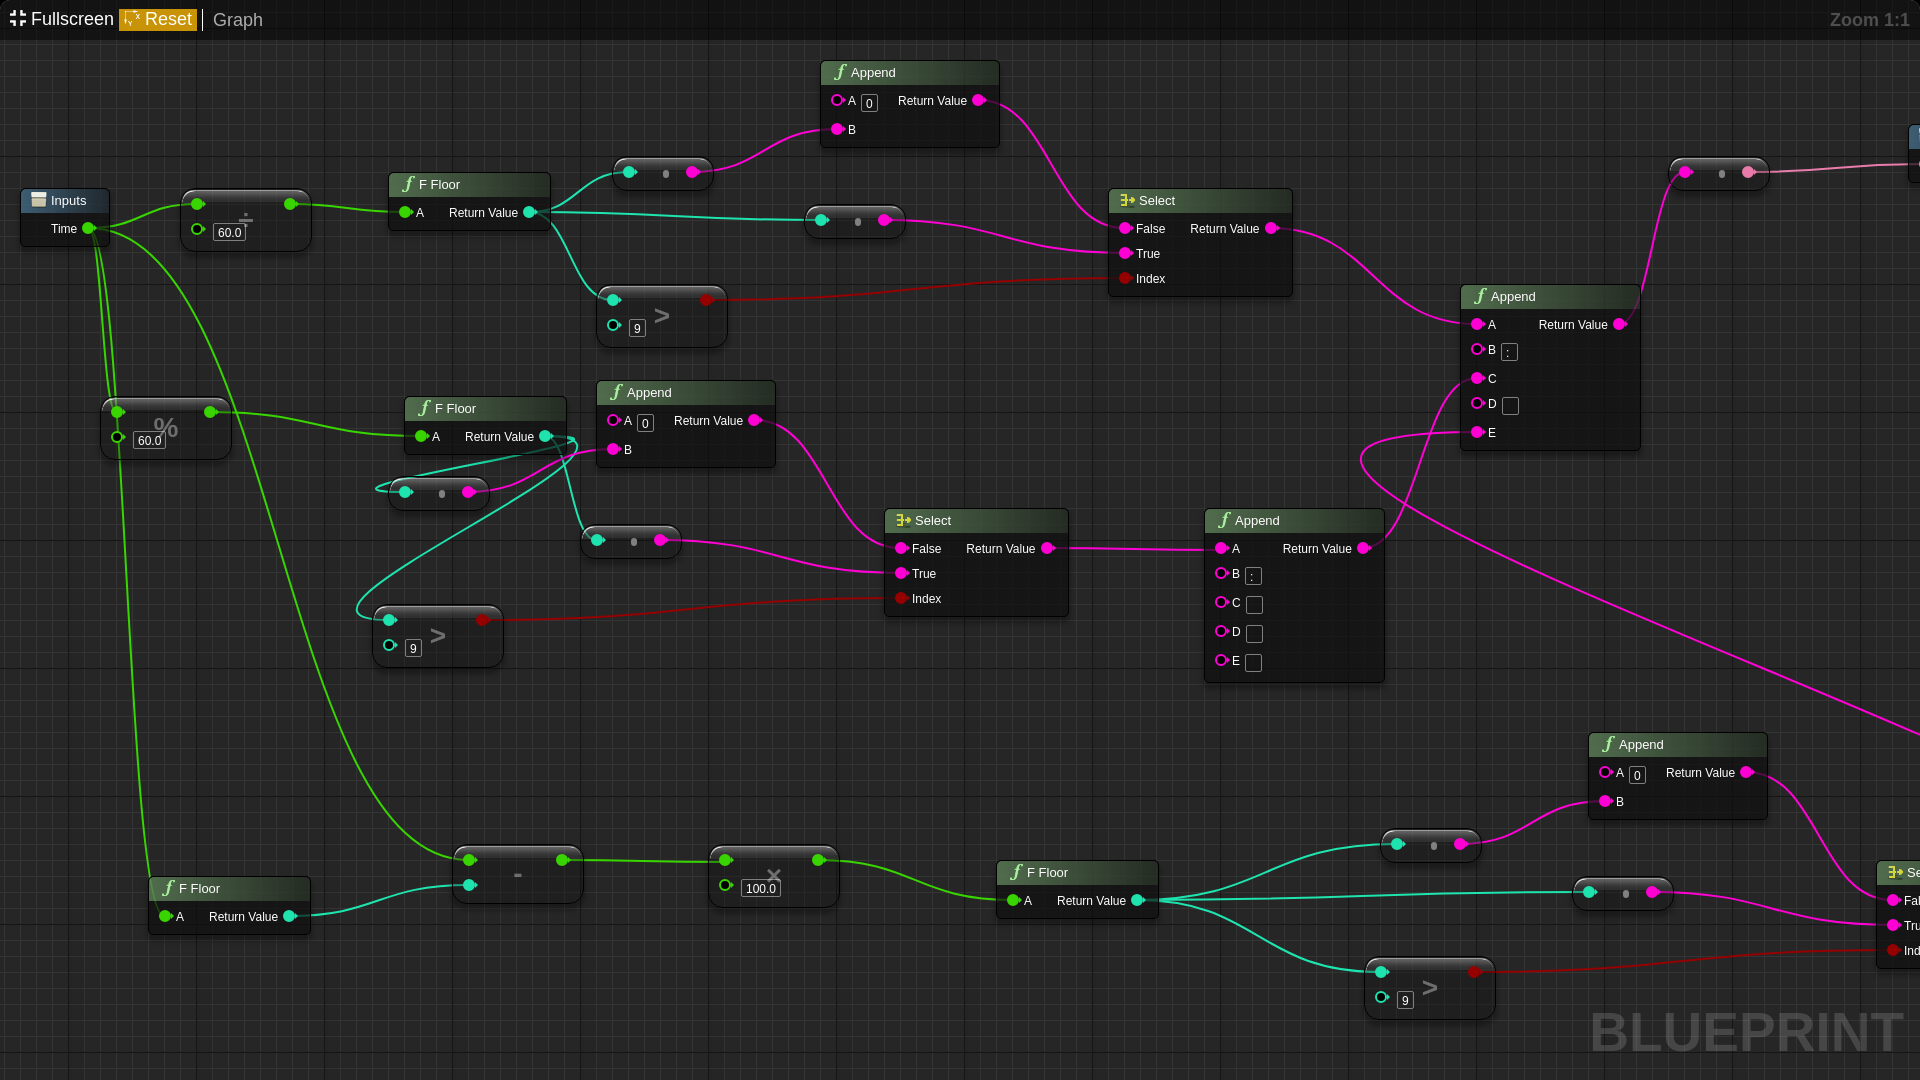 Fullscreen Reset Graph Zoom 1:1
Append
A 0 Return Value
B
Inputs
Time
÷
60.0
F Floor
A Return Value
Select
False Return Value
True
Index
>
9
Append
A Return Value
B :
C
D
E
%
60.0
F Floor
A Return Value
Append
A 0 Return Value
B
Select
False Return Value
True
Index
>
9
Append
A Return Value
B :
C
D
E
Append
A 0 Return Value
B
F Floor
A Return Value
-
×
100.0
F Floor
A Return Value
>
9
Se
Fal
Tru
Ind
BLUEPRINT